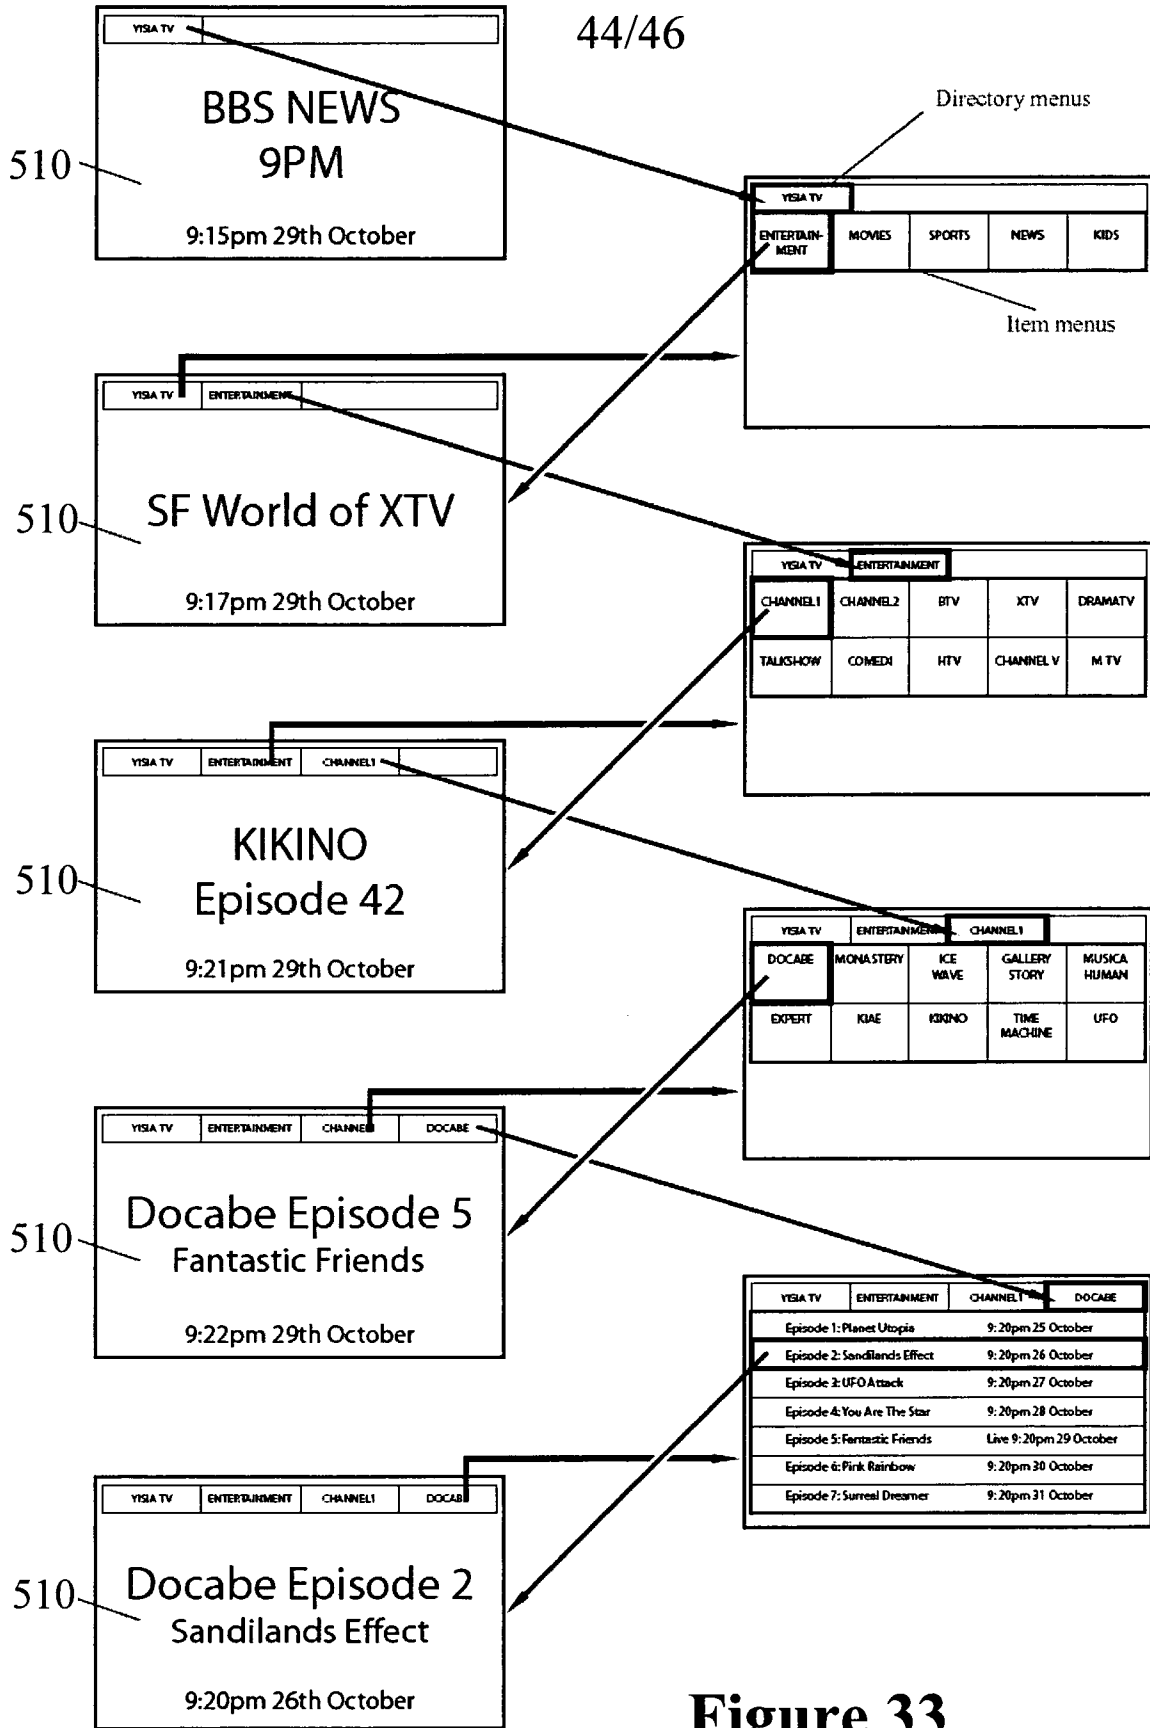 44/46
YISIA TV
BBS NEWS
9PM
9:15pm 29th October
510
Directory menus
YISIA TV
ENTERTAIN-
MENT
MOVIES
SPORTS
NEWS
KIDS
Item menus
YISIA TV
ENTERTAINMENT
SF World of XTV
9:17pm 29th October
510
YISIA TV
ENTERTAINMENT
CHANNEL1
CHANNEL2
BTV
XTV
DRAMATV
TALKSHOW
COMEDI
HTV
CHANNEL V
M TV
YISIA TV
ENTERTAINMENT
CHANNEL1
KIKINO
Episode 42
9:21pm 29th October
510
YISIA TV
ENTERTAINMENT
CHANNEL1
DOCABE
MONASTERY
ICE
WAVE
GALLERY
STORY
MUSICA
HUMAN
EXPERT
KIAE
KIKINO
TIME
MACHINE
UFO
YISIA TV
ENTERTAINMENT
CHANNEL1
DOCABE
Docabe Episode 5
Fantastic Friends
9:22pm 29th October
510
YISIA TV
ENTERTAINMENT
CHANNEL1
DOCABE
Episode 1: Planet Utopia 9:20pm 25 October
Episode 2: Sandilands Effect 9:20pm 26 October
Episode 3: UFO Attack 9:20pm 27 October
Episode 4: You Are The Star 9:20pm 28 October
Episode 5: Fantastic Friends Live 9:20pm 29 October
Episode 6: Pink Rainbow 9:20pm 30 October
Episode 7: Surreal Dreamer 9:20pm 31 October
YISIA TV
ENTERTAINMENT
CHANNEL1
DOCABE
Docabe Episode 2
Sandilands Effect
9:20pm 26th October
510
Figure 33